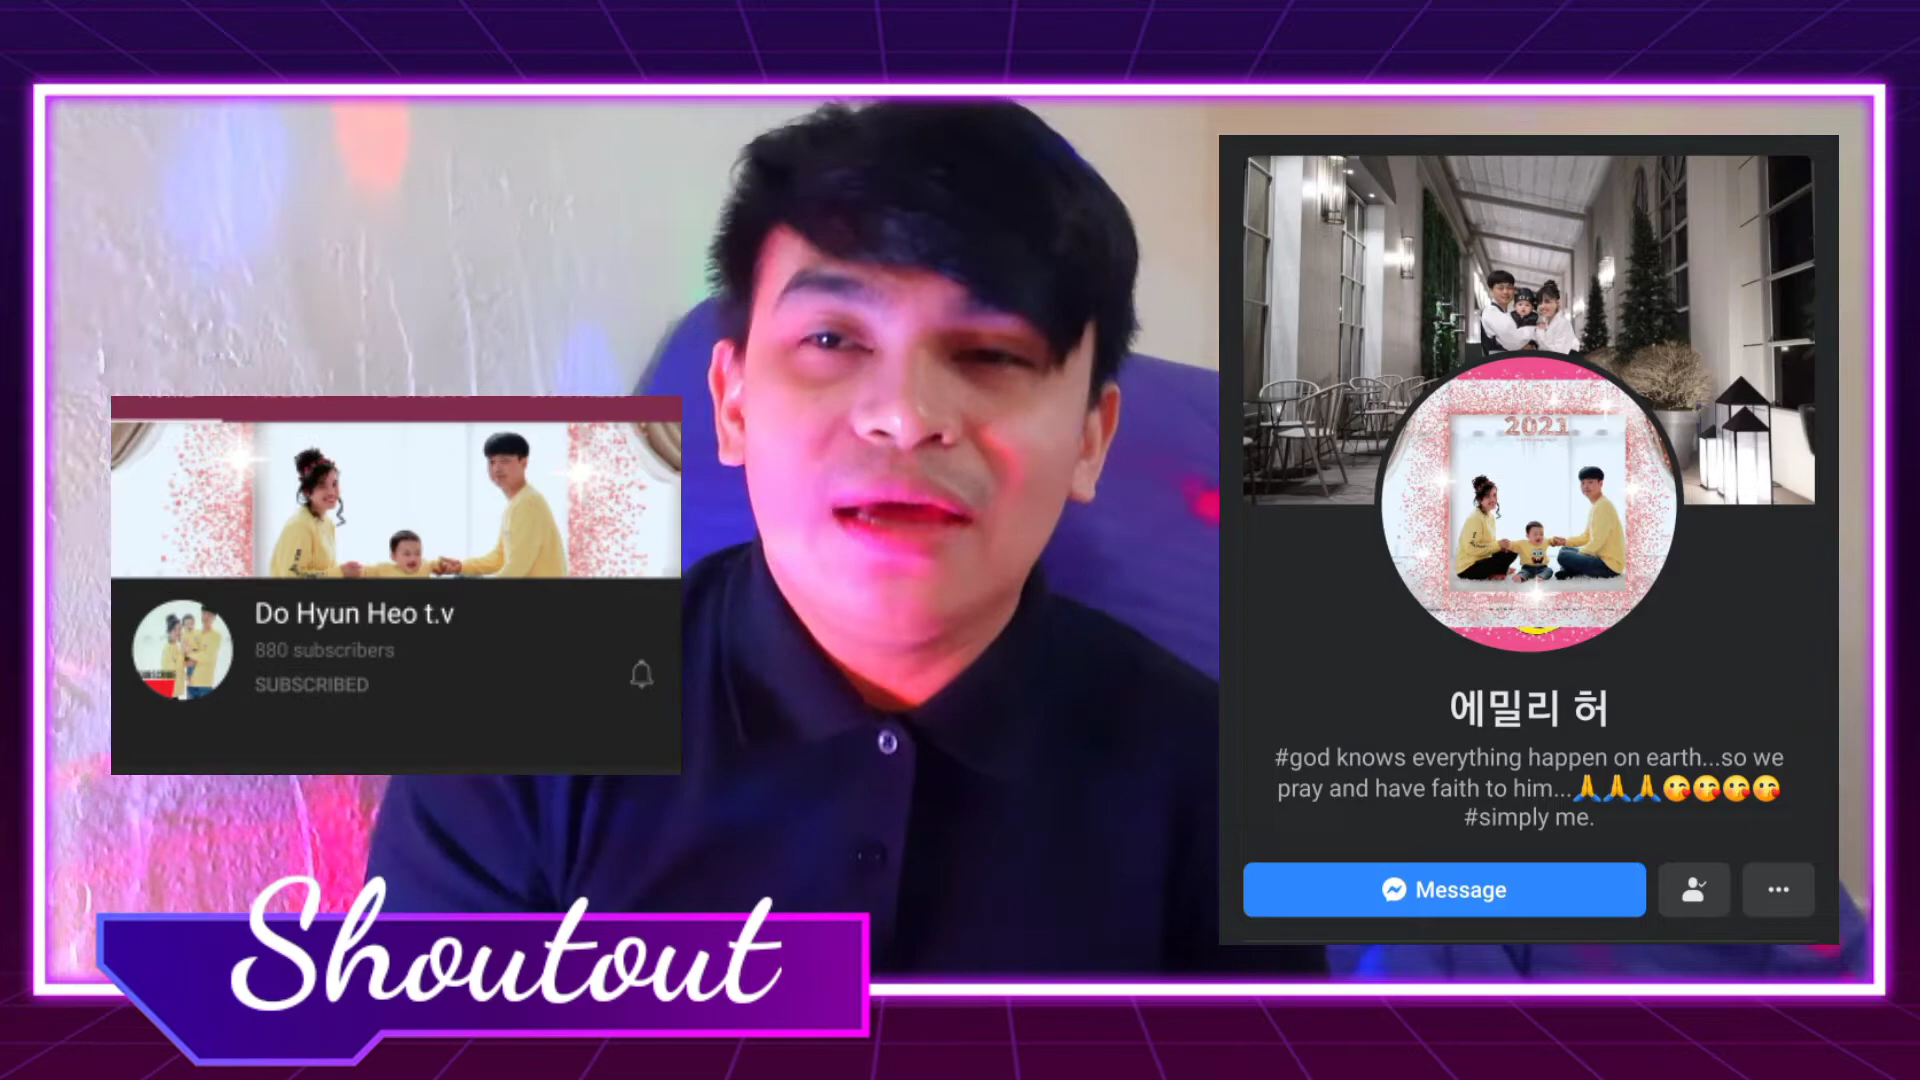 Do Hyun Heo t.v
880 subscribers
SUBSCRIBED
2021
에밀리 허
#god knows everything happen on earth...so we
pray and have faith to him...🙏🙏🙏😘😘😘😘
#simply me.
Message
Shoutout